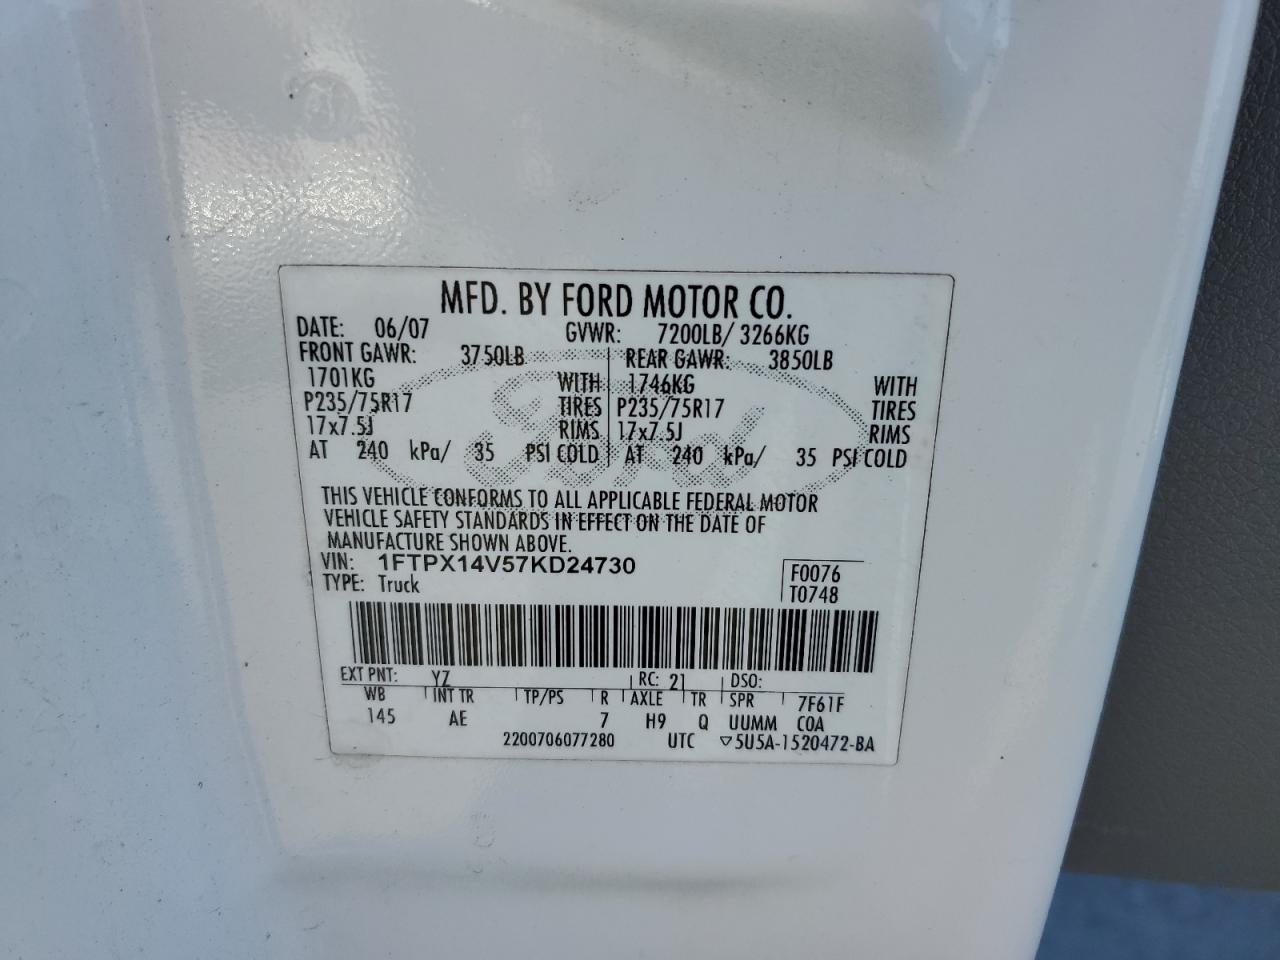 MFD. BY FORD MOTOR CO.
DATE: 06/07 GVWR: 7200LB/ 3266KG
FRONT GAWR: 3750LB REAR GAWR: 3850LB
1701KG WITH 1746KG WITH
P235/75R17 TIRES P235/75R17 TIRES
17x7.5J RIMS 17x7.5J RIMS
AT 240 kPa/ 35 PSI COLD AT 240 kPa/ 35 PSI COLD
Ford
THIS VEHICLE CONFORMS TO ALL APPLICABLE FEDERAL MOTOR
VEHICLE SAFETY STANDARDS IN EFFECT ON THE DATE OF
MANUFACTURE SHOWN ABOVE.
VIN: 1FTPX14V57KD24730 F0076
TYPE: Truck T0748
EXT PNT: YZ RC: 21 DSO:
WB INT TR TP/PS R AXLE TR SPR 7F61F
145 AE 7 H9 Q UUMM COA
2200706077280 UTC ▽5U5A-1520472-BA